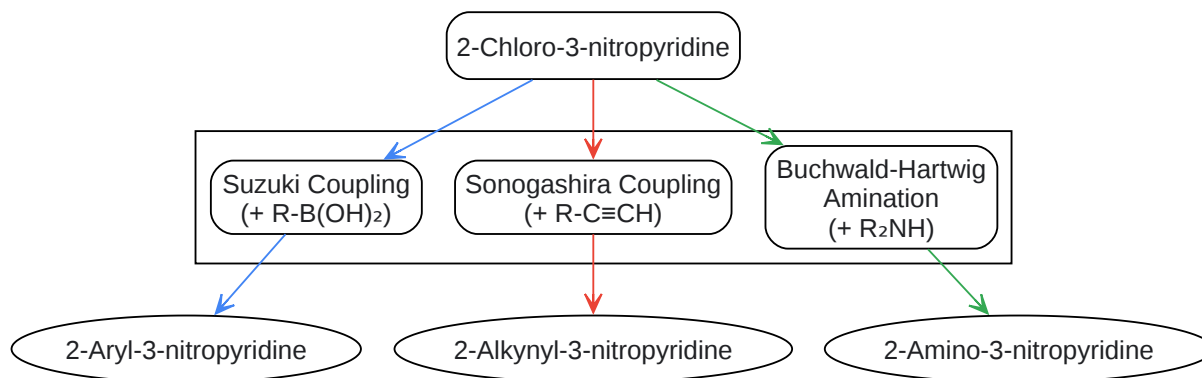 2-Chloro-3-nitropyridine
Suzuki Coupling
(+ R-B(OH)₂)
Sonogashira Coupling
(+ R-C≡CH)
Buchwald-Hartwig
Amination
(+ R₂NH)
2-Aryl-3-nitropyridine
2-Alkynyl-3-nitropyridine
2-Amino-3-nitropyridine